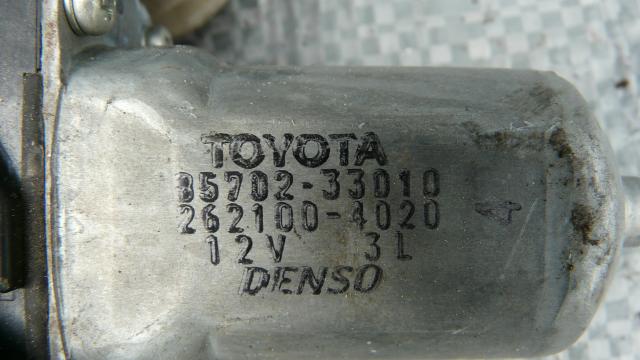 TOYOTA
85702-33010
262100-4020
12V 3L
DENSO